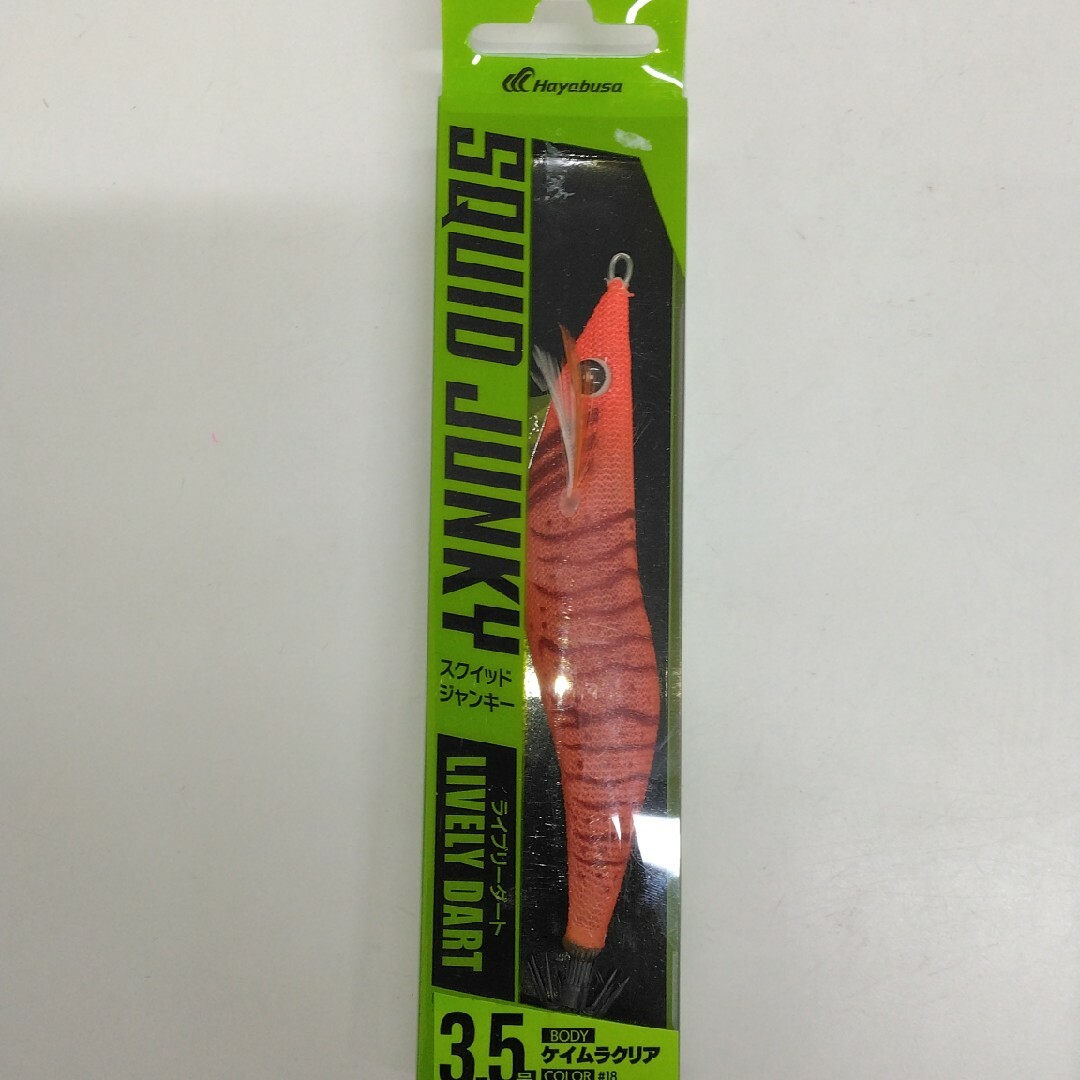 Hayabusa
SQUID JUNKY
スクイッド
ジャンキー
ライブリーダート
LIVELY DART
3.5号
BODY
ケイムラクリア
COLOR #18